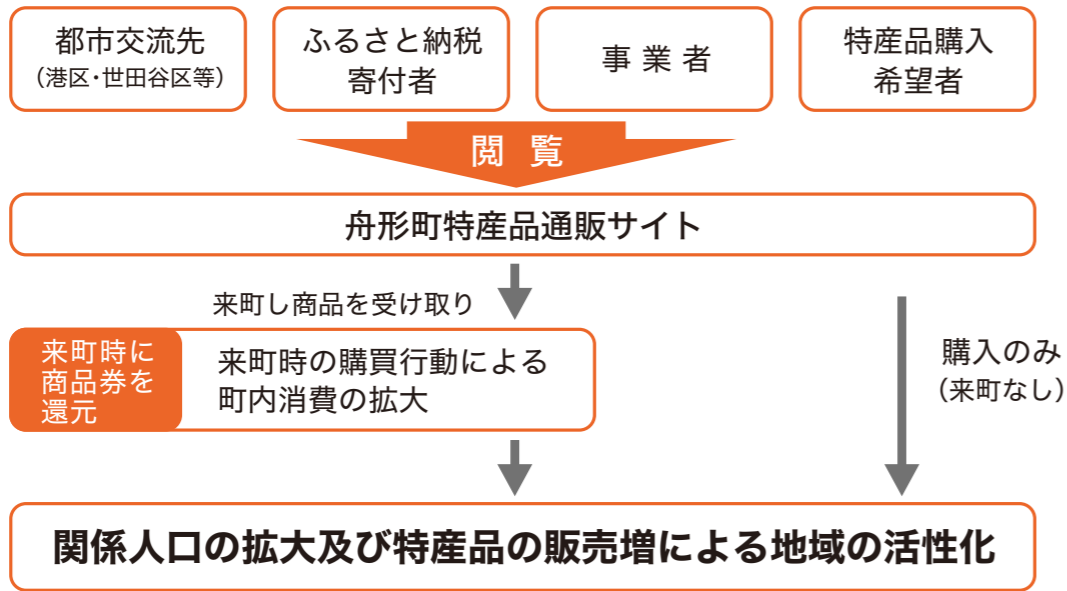 都市交流先
（港区・世田谷区等）
ふるさと納税
寄付者
事業者
特産品購入
希望者
閲覧
舟形町特産品通販サイト
来町し商品を受け取り
来町時に
商品券を
還元
来町時の購買行動による
町内消費の拡大
購入のみ
（来町なし）
関係人口の拡大及び特産品の販売増による地域の活性化